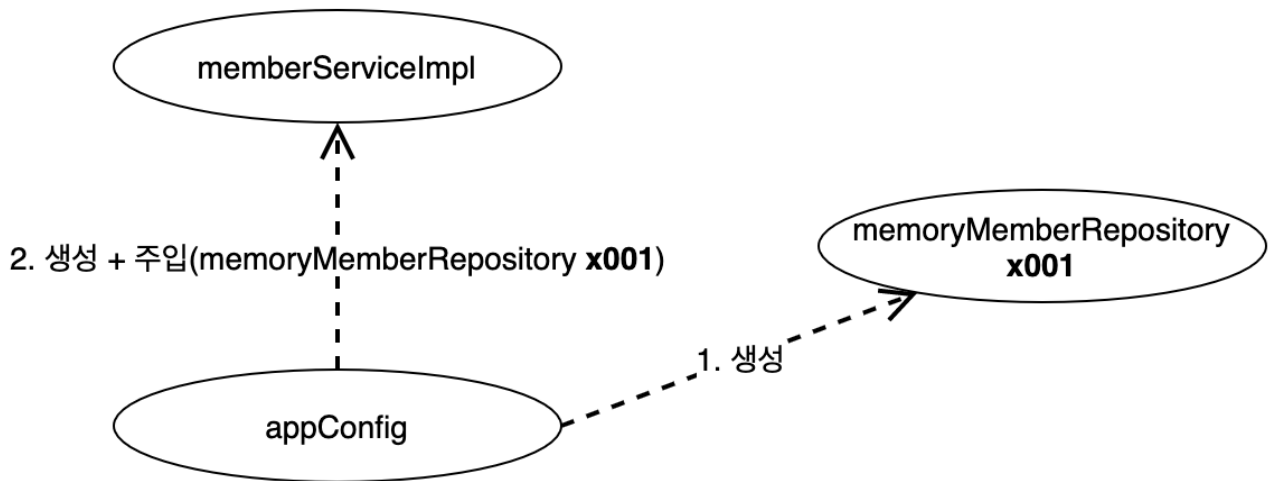 memberServiceImpl
memoryMemberRepository
x001
2. 생성 + 주입(memoryMemberRepository x001)
1. 생성
appConfig